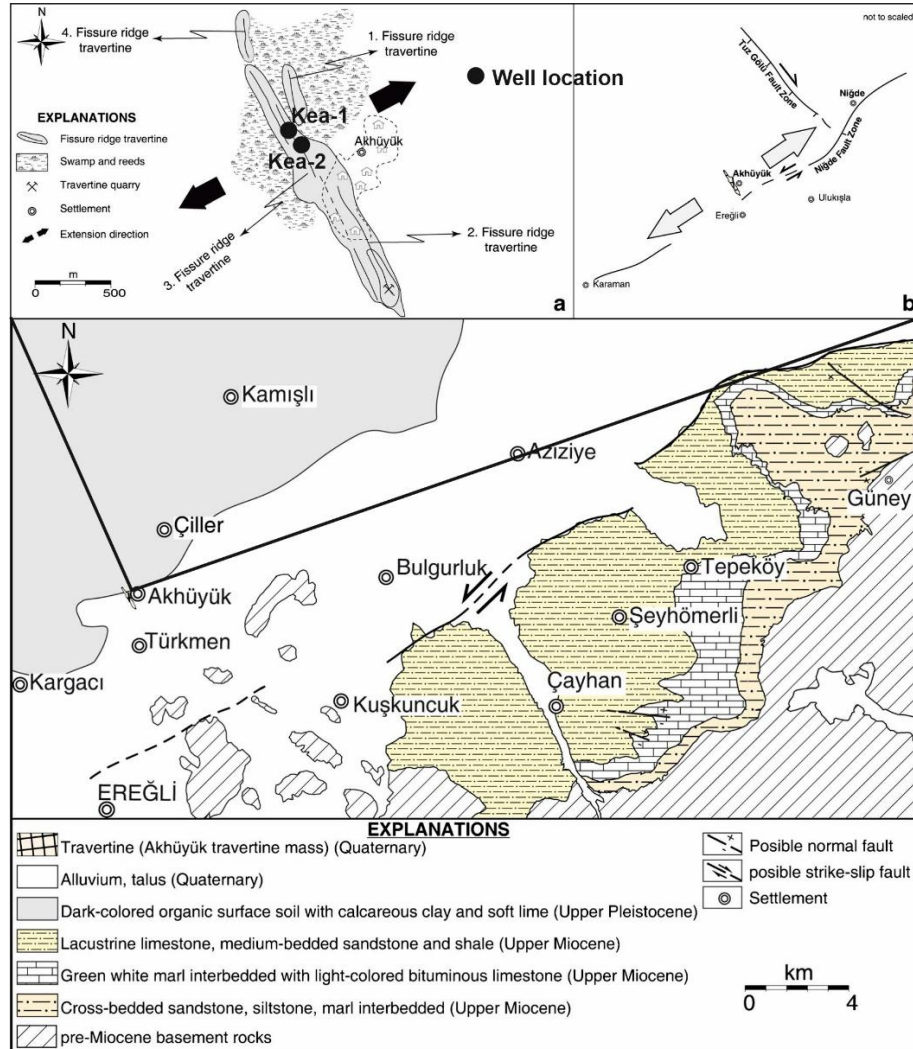 4. Fissure ridge
travertine
1. Fissure ridge
travertine
Well location
Kea-1
Kea-2
Akhüyük
EXPLANATIONS
Fissure ridge travertine
Swamp and reeds
Travertine quarry
Settlement
Extension direction
m
0 500
3. Fissure ridge
travertine
2. Fissure ridge
travertine
a
not to scaled
Tuz Gölü Fault Zone
Niğde
Niğde Fault Zone
Akhüyük
Ulukışla
Ereğli
Karaman
b
N
Kamışlı
Aziziye
Güney
Çiller
Bulgurluk
Tepeköy
Akhüyük
Şeyhömerli
Türkmen
Kargacı
Çayhan
Kuşkuncuk
EREĞLİ
EXPLANATIONS
Travertine (Akhüyük travertine mass) (Quaternary)
Alluvium, talus (Quaternary)
Dark-colored organic surface soil with calcareous clay and soft lime (Upper Pleistocene)
Lacustrine limestone, medium-bedded sandstone and shale (Upper Miocene)
Green white marl interbedded with light-colored bituminous limestone (Upper Miocene)
Cross-bedded sandstone, siltstone, marl interbedded (Upper Miocene)
pre-Miocene basement rocks
Posible normal fault
posible strike-slip fault
Settlement
km
0 4